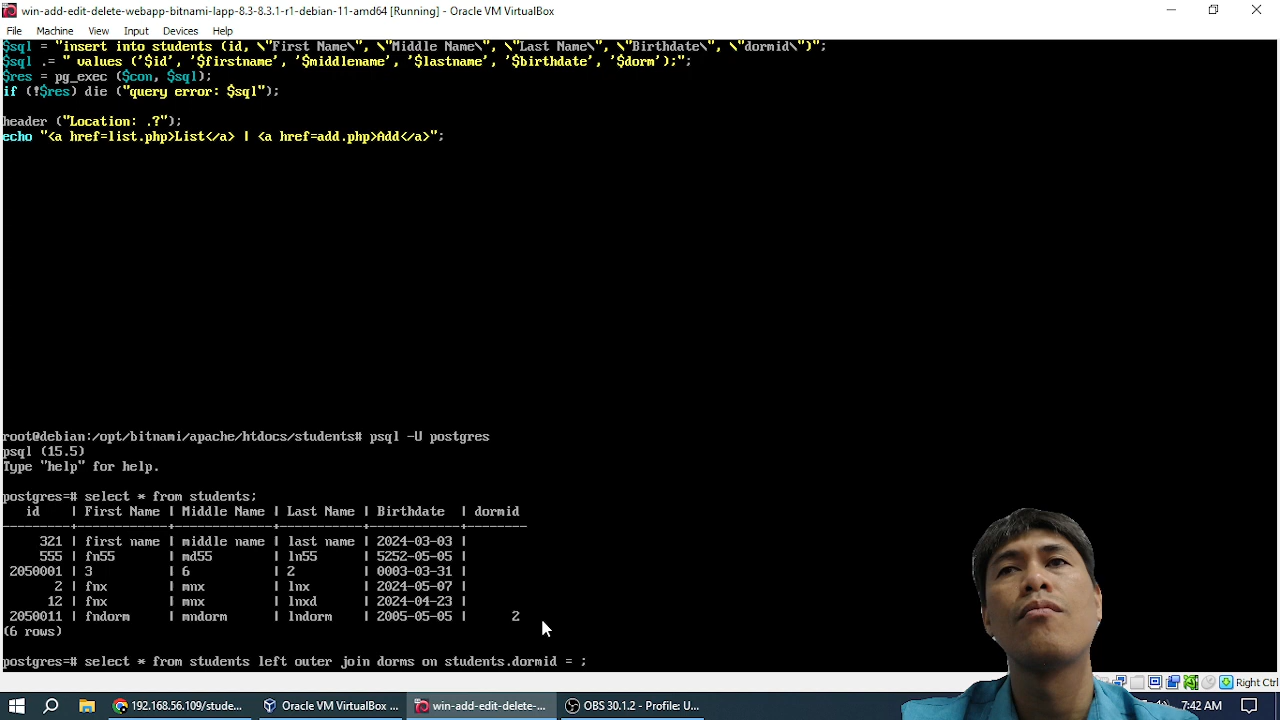 win-add-edit-delete-webapp-bitnami-lapp-8.3-8.3.1-r1-debian-11-amd64 [Running] - Oracle VM VirtualBox
File Machine View Input Devices Help
$sql = "insert into students (id, \"First Name\", \"Middle Name\", \"Last Name\", \"Birthdate\", \"dormid\")";
$sql .= " values ('$id', '$firstname', '$middlename', '$lastname', '$birthdate', '$dorm');";
$res = pg_exec ($con, $sql);
if (!$res) die ("query error: $sql");
header ("Location: .?");
echo "<a href=list.php>List</a> | <a href=add.php>Add</a>";
root@debian:/opt/bitnami/apache/htdocs/students# psql -U postgres
psql (15.5)
Type "help" for help.
postgres=# select * from students;
id | First Name | Middle Name | Last Name | Birthdate | dormid
---------+------------+-------------+-----------+------------+--------
321 | first name | middle name | last name | 2024-03-03 |
555 | fn55 | md55 | ln55 | 5252-05-05 |
2050001 | 3 | 6 | 2 | 0003-03-31 |
2 | fnx | mnx | lnx | 2024-05-07 |
12 | fnx | mnx | lnxd | 2024-04-23 |
2050011 | fndorm | mndorm | lndorm | 2005-05-05 | 2
(6 rows)
postgres=# select * from students left outer join dorms on students.dormid = ;
Right Ctrl
192.168.56.109/stude... Oracle VM VirtualBox ... win-add-edit-delete-... OBS 30.1.2 - Profile: U... 7:42 AM